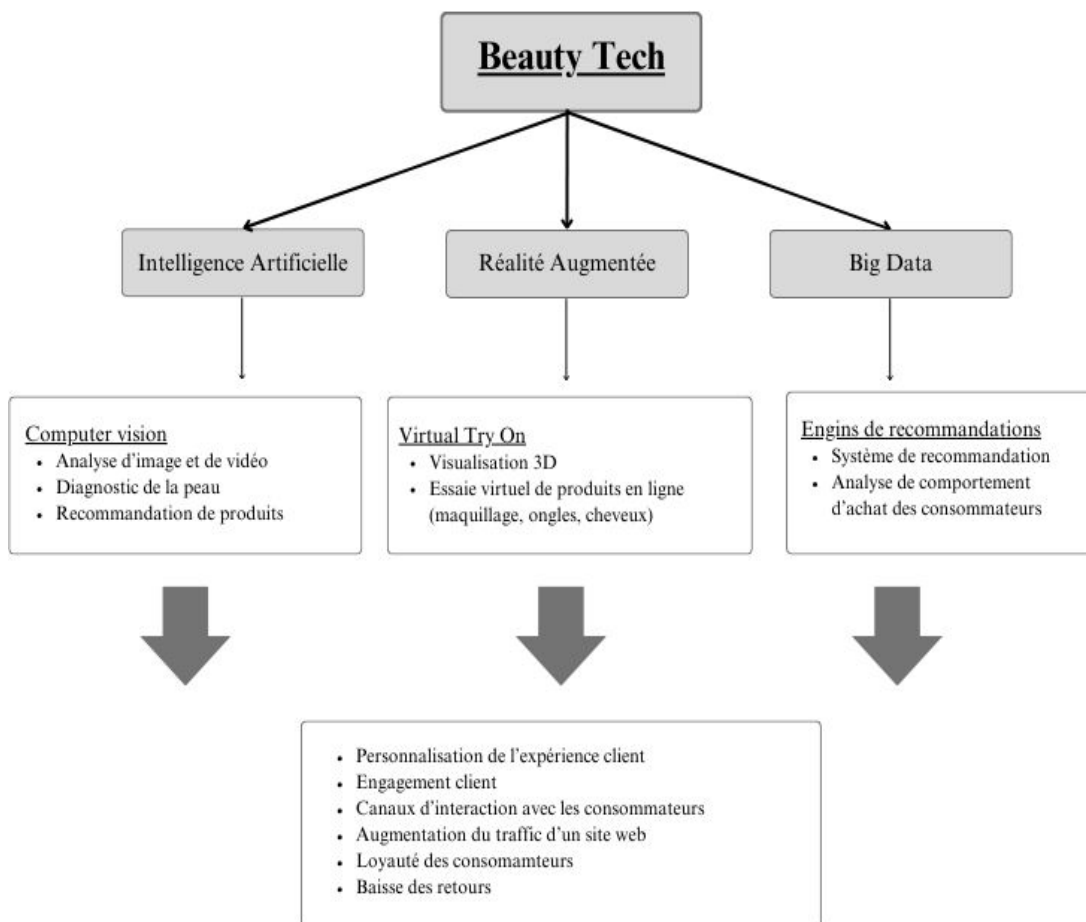 Beauty Tech
Intelligence Artificielle
Réalité Augmentée
Big Data
Computer vision
• Analyse d'image et de vidéo
• Diagnostic de la peau
• Recommandation de produits
Virtual Try On
• Visualisation 3D
• Essaie virtuel de produits en ligne
(maquillage, ongles, cheveux)
Engins de recommandations
• Système de recommandation
• Analyse de comportement
d'achat des consommateurs
• Personnalisation de l'expérience client
• Engagement client
• Canaux d'interaction avec les consommateurs
• Augmentation du traffic d'un site web
• Loyauté des consomamteurs
• Baisse des retours